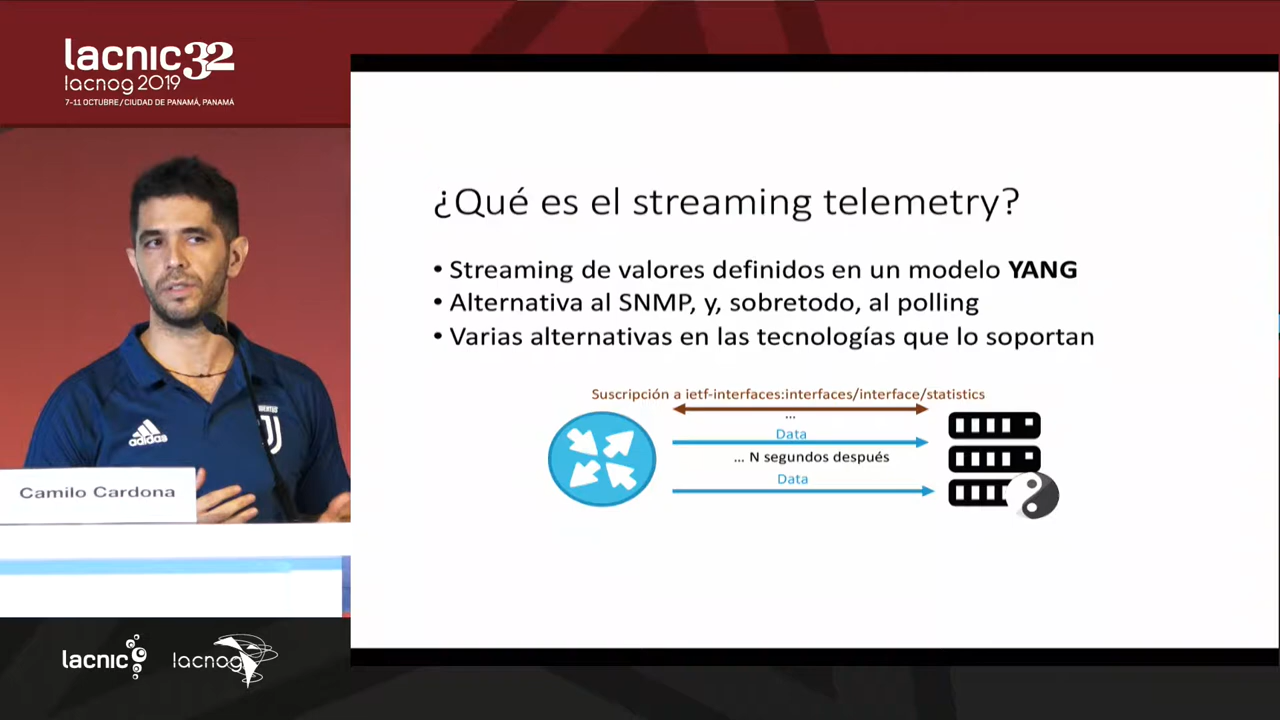 lacnic32
lacnog 2019
7-11 OCTUBRE / CIUDAD DE PANAMÁ, PANAMÁ
¿Qué es el streaming telemetry?
• Streaming de valores definidos en un modelo YANG
• Alternativa al SNMP, y, sobretodo, al polling
• Varias alternativas en las tecnologías que lo soportan
Suscripción a ietf-interfaces:interfaces/interface/statistics
...
Data
... N segundos después
Data
adidas
JUVENTUS
Camilo Cardona
lacnic
lacnog